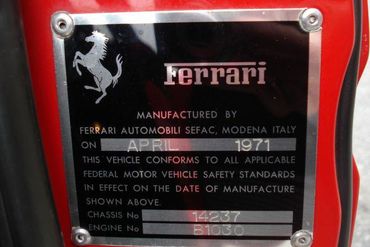 Ferrari
MANUFACTURED BY
FERRARI AUTOMOBILI SEFAC, MODENA ITALY
ON APRIL 1971
THIS VEHICLE CONFORMS TO ALL APPLICABLE
FEDERAL MOTOR VEHICLE SAFETY STANDARDS
IN EFFECT ON THE DATE OF MANUFACTURE
SHOWN ABOVE.
CHASSIS No 14237
ENGINE No B1030